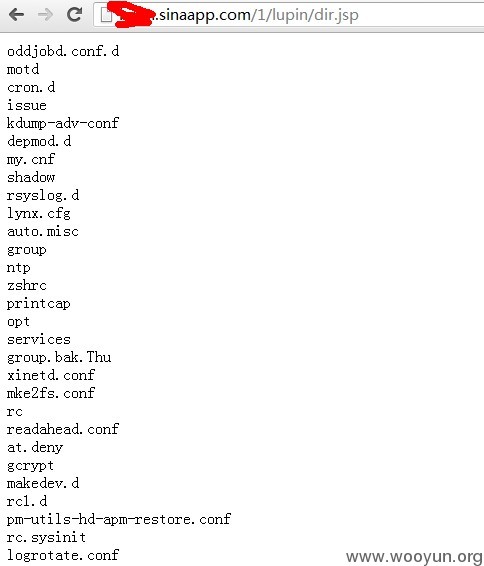 .sinaapp.com/1/lupin/dir.jsp
oddjobd.conf.d
motd
cron.d
issue
kdump-adv-conf
depmod.d
my.cnf
shadow
rsyslog.d
lynx.cfg
auto.misc
group
ntp
zshrc
printcap
opt
services
group.bak.Thu
xinetd.conf
mke2fs.conf
rc
readahead.conf
at.deny
gcrypt
makedev.d
rc1.d
pm-utils-hd-apm-restore.conf
rc.sysinit
logrotate.conf
www.wooyun.org